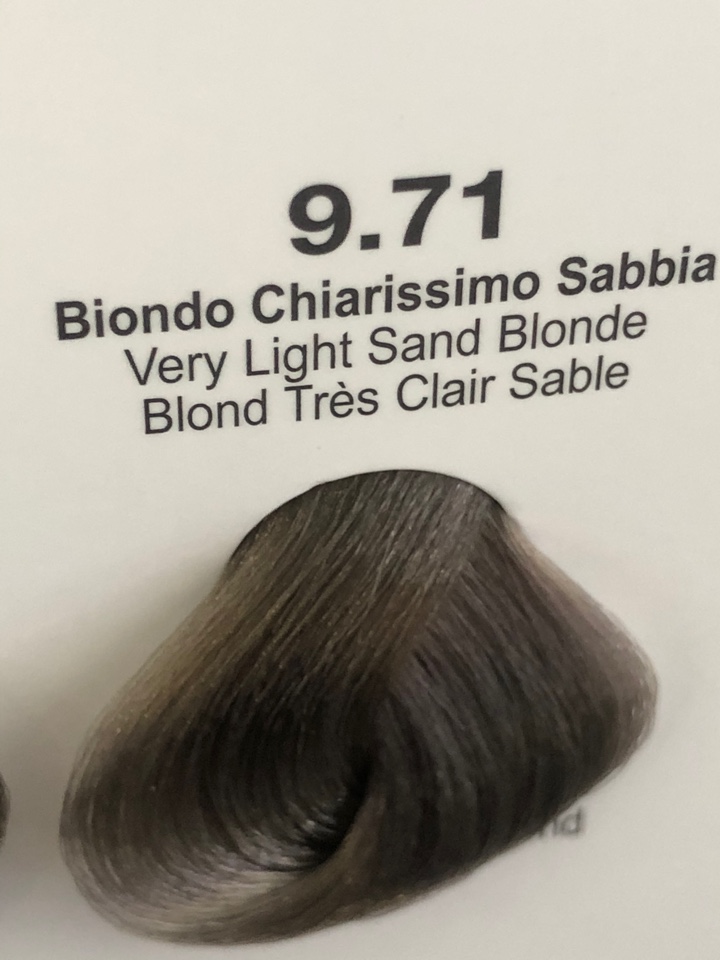 9.71
Biondo Chiarissimo Sabbia
Very Light Sand Blonde
Blond Très Clair Sable